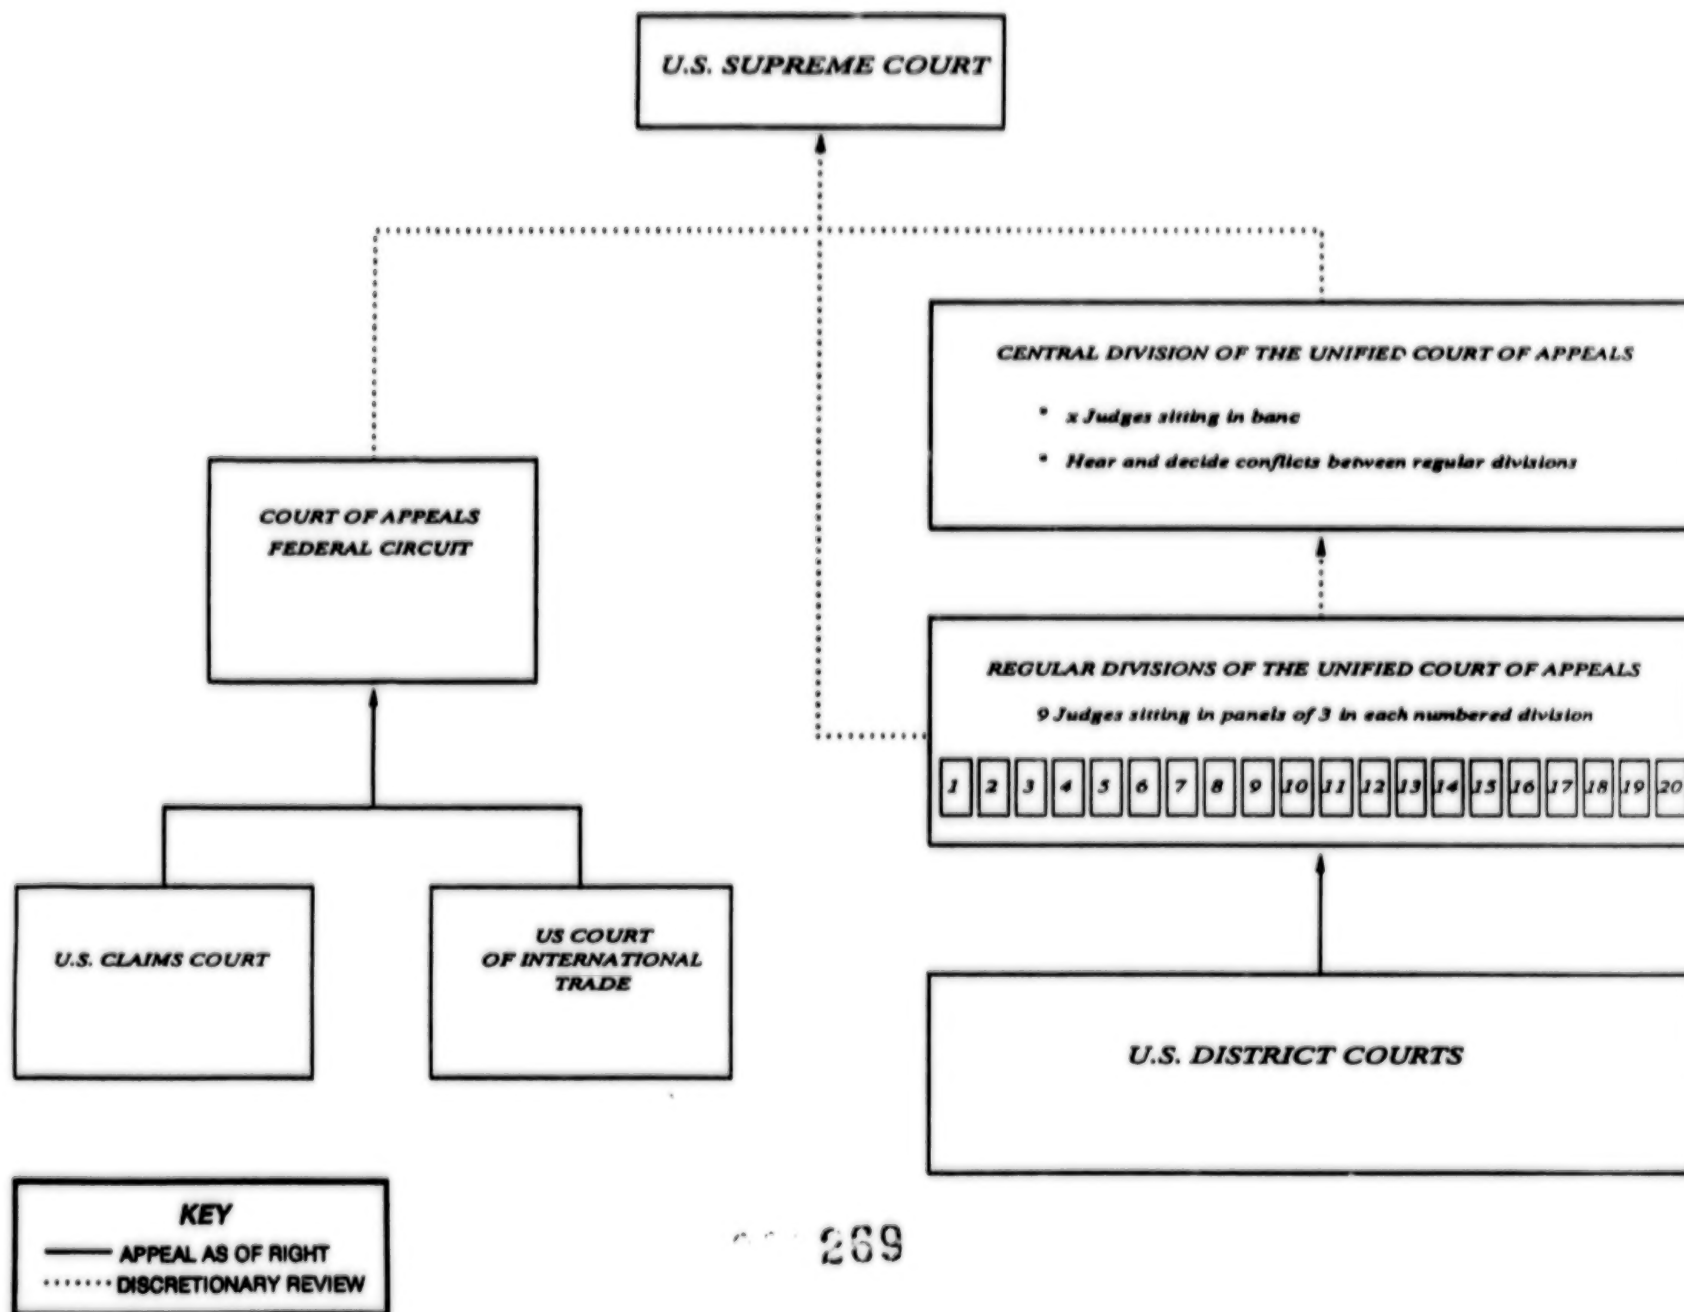 U.S. SUPREME COURT
CENTRAL DIVISION OF THE UNIFIED COURT OF APPEALS
* x Judges sitting in banc
* Hear and decide conflicts between regular divisions
COURT OF APPEALS
FEDERAL CIRCUIT
REGULAR DIVISIONS OF THE UNIFIED COURT OF APPEALS
9 Judges sitting in panels of 3 in each numbered division
1 2 3 4 5 6 7 8 9 10 11 12 13 14 15 16 17 18 19 20
U.S. CLAIMS COURT
US COURT
OF INTERNATIONAL
TRADE
U.S. DISTRICT COURTS
KEY
APPEAL AS OF RIGHT
DISCRETIONARY REVIEW
269